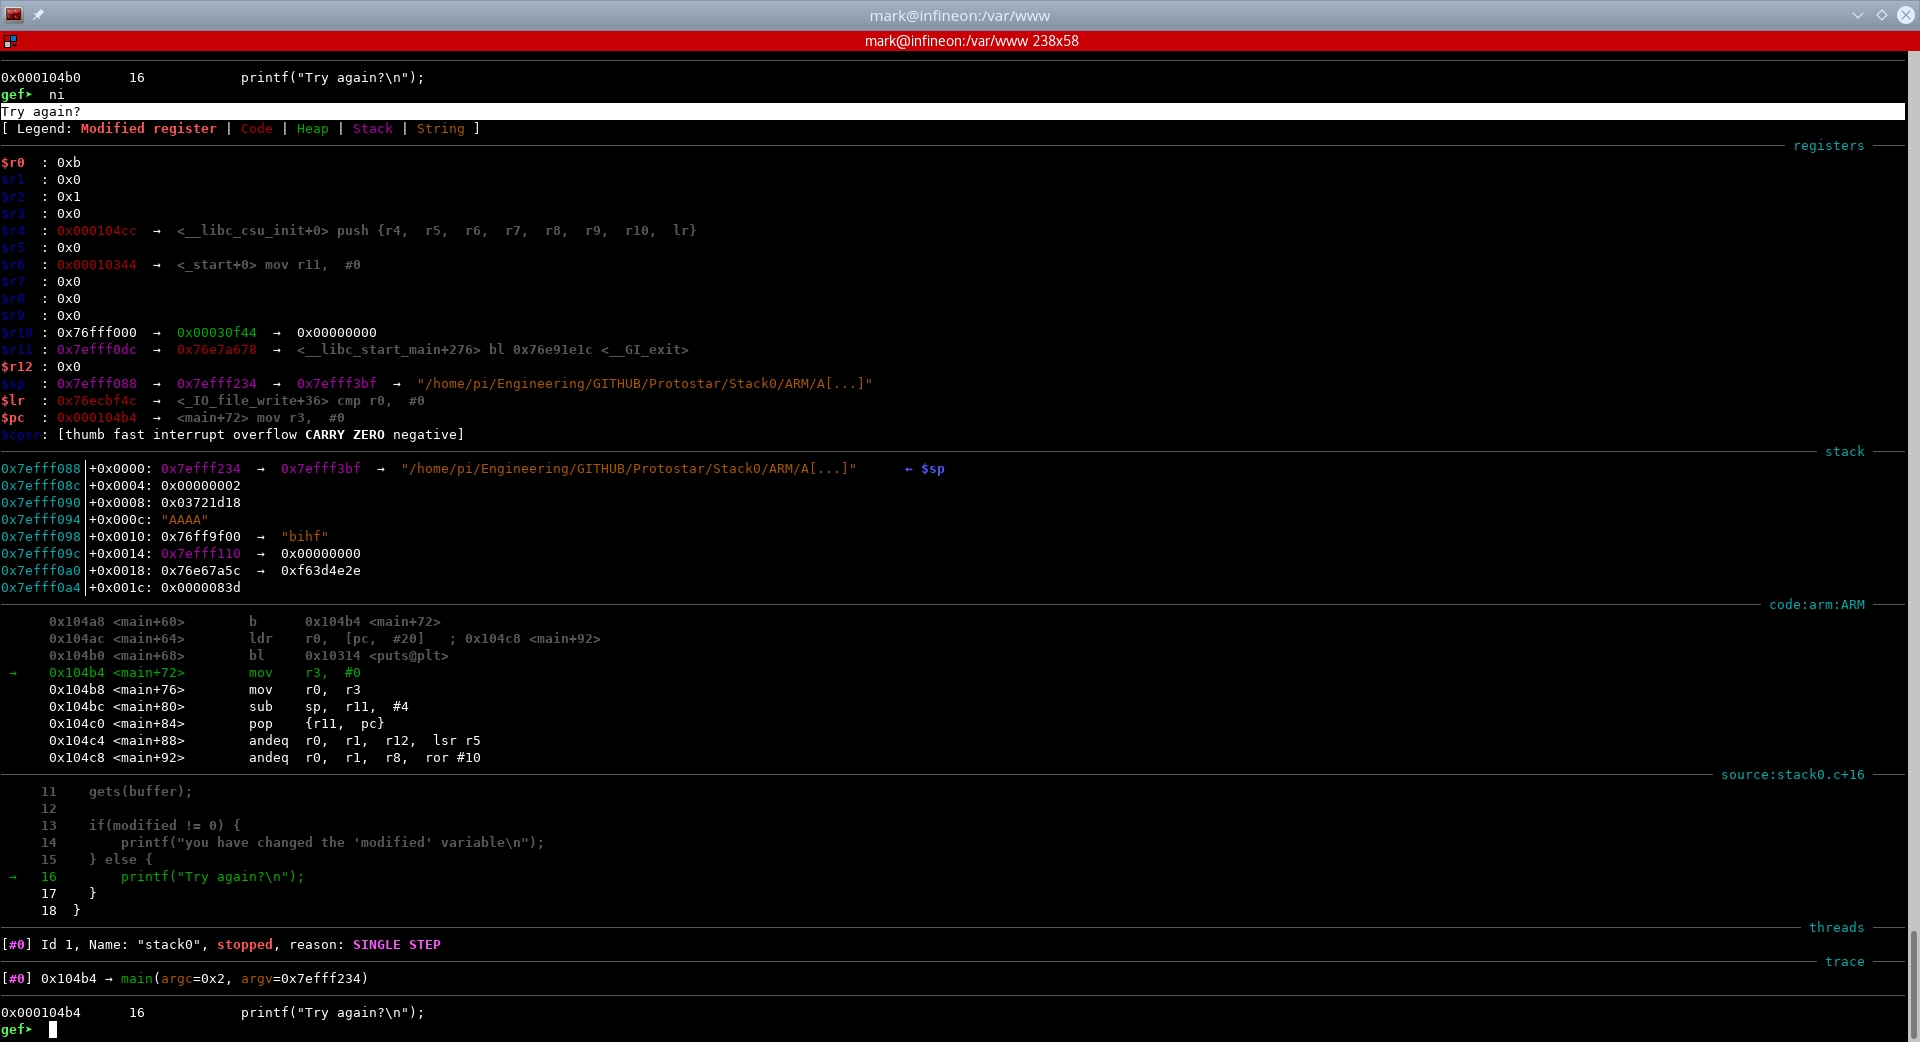 mark@infineon:/var/www
mark@infineon:/var/www 238x58
0x000104b0      16            printf("Try again?\n");
gef➤  ni
Try again?
[ Legend: Modified register | Code | Heap | Stack | String ]
registers
$r0  : 0xb
$r1  : 0x0
$r2  : 0x1
$r3  : 0x0
$r4  : 0x000104cc  →  <__libc_csu_init+0> push {r4,  r5,  r6,  r7,  r8,  r9,  r10,  lr}
$r5  : 0x0
$r6  : 0x00010344  →  <_start+0> mov r11,  #0
$r7  : 0x0
$r8  : 0x0
$r9  : 0x0
$r10 : 0x76fff000  →  0x00030f44  →  0x00000000
$r11 : 0x7efff0dc  →  0x76e7a678  →  <__libc_start_main+276> bl 0x76e91e1c <__GI_exit>
$r12 : 0x0
$sp  : 0x7efff088  →  0x7efff234  →  0x7efff3bf  →  "/home/pi/Engineering/GITHUB/Protostar/Stack0/ARM/A[...]"
$lr  : 0x76ecbf4c  →  <_IO_file_write+36> cmp r0,  #0
$pc  : 0x000104b4  →  <main+72> mov r3,  #0
$cpsr: [thumb fast interrupt overflow CARRY ZERO negative]
stack
0x7efff088│+0x0000: 0x7efff234  →  0x7efff3bf  →  "/home/pi/Engineering/GITHUB/Protostar/Stack0/ARM/A[...]"      ← $sp
0x7efff08c│+0x0004: 0x00000002
0x7efff090│+0x0008: 0x03721d18
0x7efff094│+0x000c: "AAAA"
0x7efff098│+0x0010: 0x76ff9f00  →  "bihf"
0x7efff09c│+0x0014: 0x7efff110  →  0x00000000
0x7efff0a0│+0x0018: 0x76e67a5c  →  0xf63d4e2e
0x7efff0a4│+0x001c: 0x0000083d
code:arm:ARM
0x104a8 <main+60>        b      0x104b4 <main+72>
0x104ac <main+64>        ldr    r0,  [pc,  #20]   ; 0x104c8 <main+92>
0x104b0 <main+68>        bl     0x10314 <puts@plt>
→    0x104b4 <main+72>        mov    r3,  #0
0x104b8 <main+76>        mov    r0,  r3
0x104bc <main+80>        sub    sp,  r11,  #4
0x104c0 <main+84>        pop    {r11,  pc}
0x104c4 <main+88>        andeq  r0,  r1,  r12,  lsr r5
0x104c8 <main+92>        andeq  r0,  r1,  r8,  ror #10
source:stack0.c+16
11    gets(buffer);
12
13    if(modified != 0) {
14        printf("you have changed the 'modified' variable\n");
15    } else {
→   16        printf("Try again?\n");
17    }
18  }
threads
[#0] Id 1, Name: "stack0", stopped, reason: SINGLE STEP
trace
[#0] 0x104b4 → main(argc=0x2, argv=0x7efff234)
0x000104b4      16            printf("Try again?\n");
gef➤